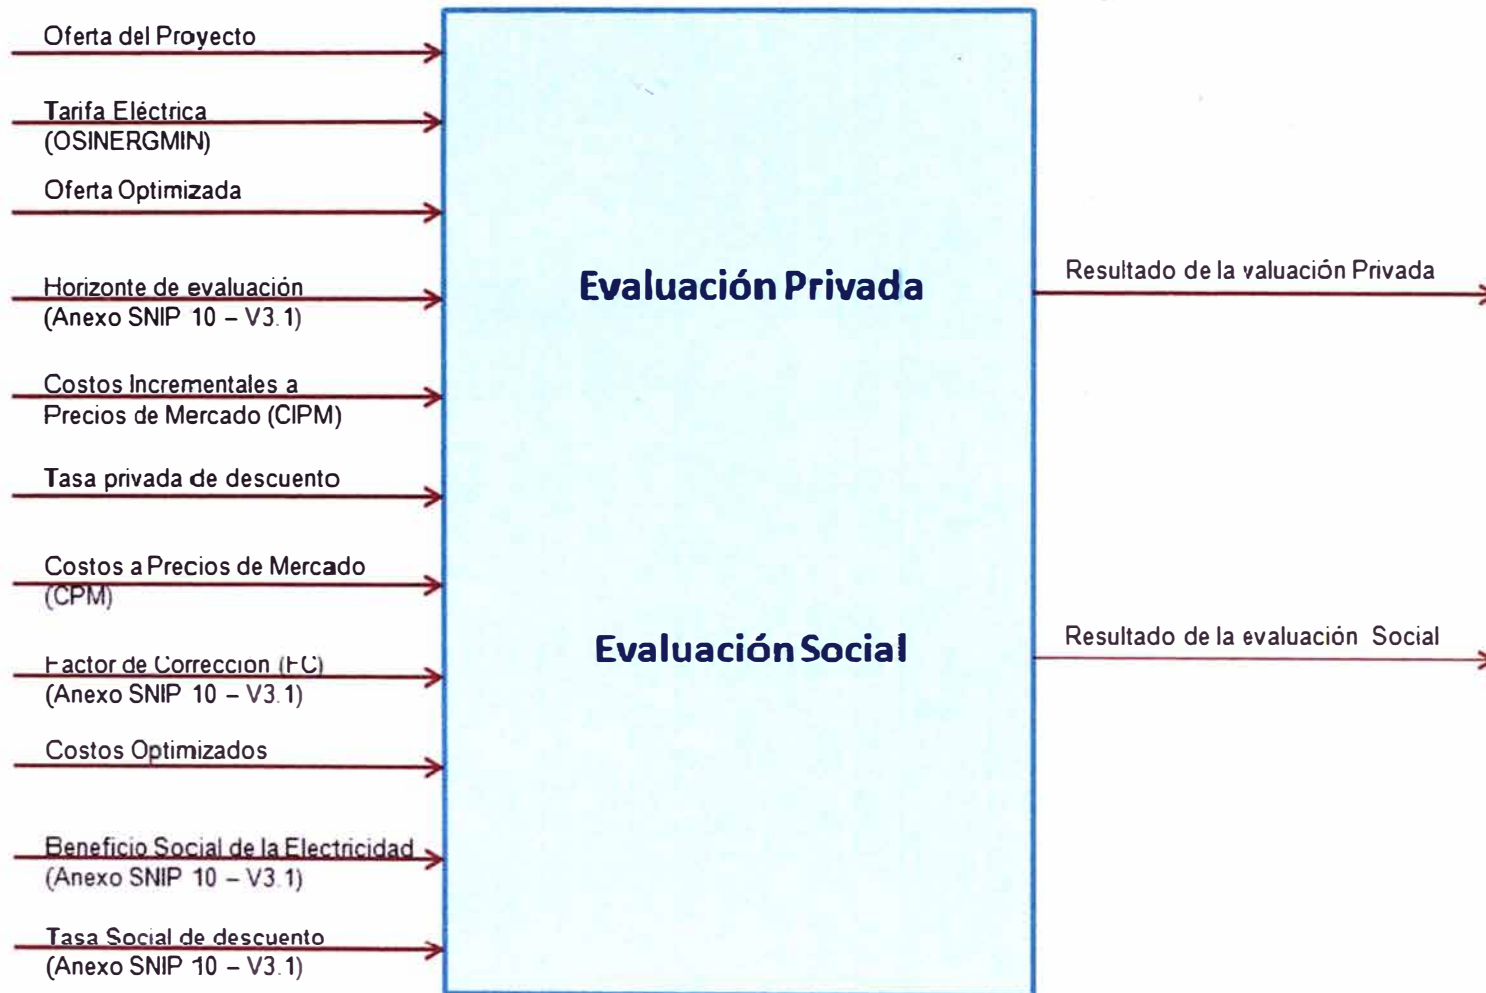 Oferta del Proyecto
Tarifa Eléctrica
(OSINERGMIN)
Oferta Optimizada
Horizonte de evaluación
(Anexo SNIP 10 – V3.1)
Costos Incrementales a
Precios de Mercado (CIPM)
Tasa privada de descuento
Costos a Precios de Mercado
(CPM)
Factor de Corrección (FC)
(Anexo SNIP 10 – V3.1)
Costos Optimizados
Beneficio Social de la Electricidad
(Anexo SNIP 10 – V3.1)
Tasa Social de descuento
(Anexo SNIP 10 – V3.1)
Evaluación Privada
Evaluación Social
Resultado de la valuación Privada
Resultado de la evaluación Social